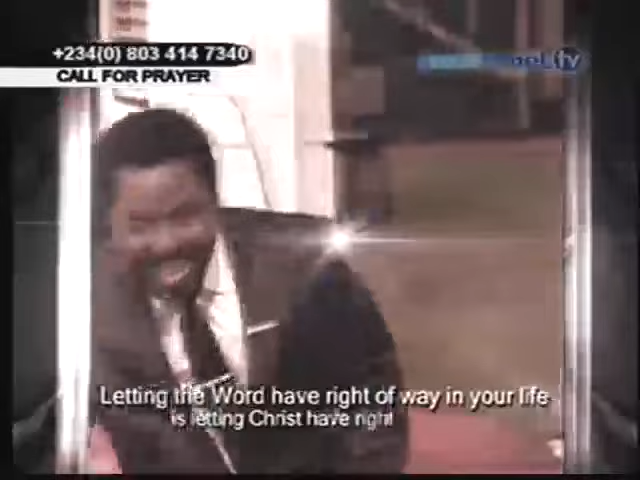 +234(0) 803 414 7340
CALL FOR PRAYER
Letting the Word have right of way in your life
is letting Christ have right